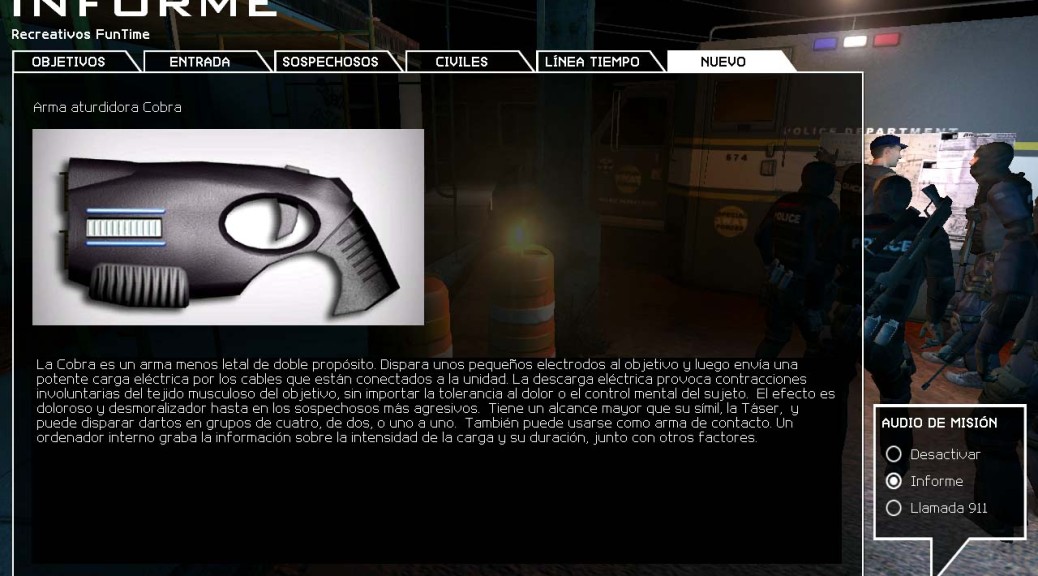 INFORME
Recreativos FunTime
OBJETIVOS
ENTRADA
SOSPECHOSOS
CIVILES
LÍNEA TIEMPO
NUEVO
Arma aturdidora Cobra
POLICE DEPARTMENT
674
POLICE
La Cobra es un arma menos letal de doble propósito. Dispara unos pequeños electrodos al objetivo y luego envía una
potente carga eléctrica por los cables que están conectados a la unidad. La descarga eléctrica provoca contracciones
involuntarias del tejido musculoso del objetivo, sin importar la tolerancia al dolor o el control mental del sujeto. El efecto es
doloroso y desmoralizador hasta en los sospechosos más agresivos. Tiene un alcance mayor que su símil, la Táser, y
puede disparar dardos en grupos de cuatro, de dos, o uno a uno. También puede usarse como arma de contacto. Un
ordenador interno graba la información sobre la intensidad de la carga y su duración, junto con otros factores.
AUDIO DE MISIÓN
Desactivar
Informe
Llamada 911